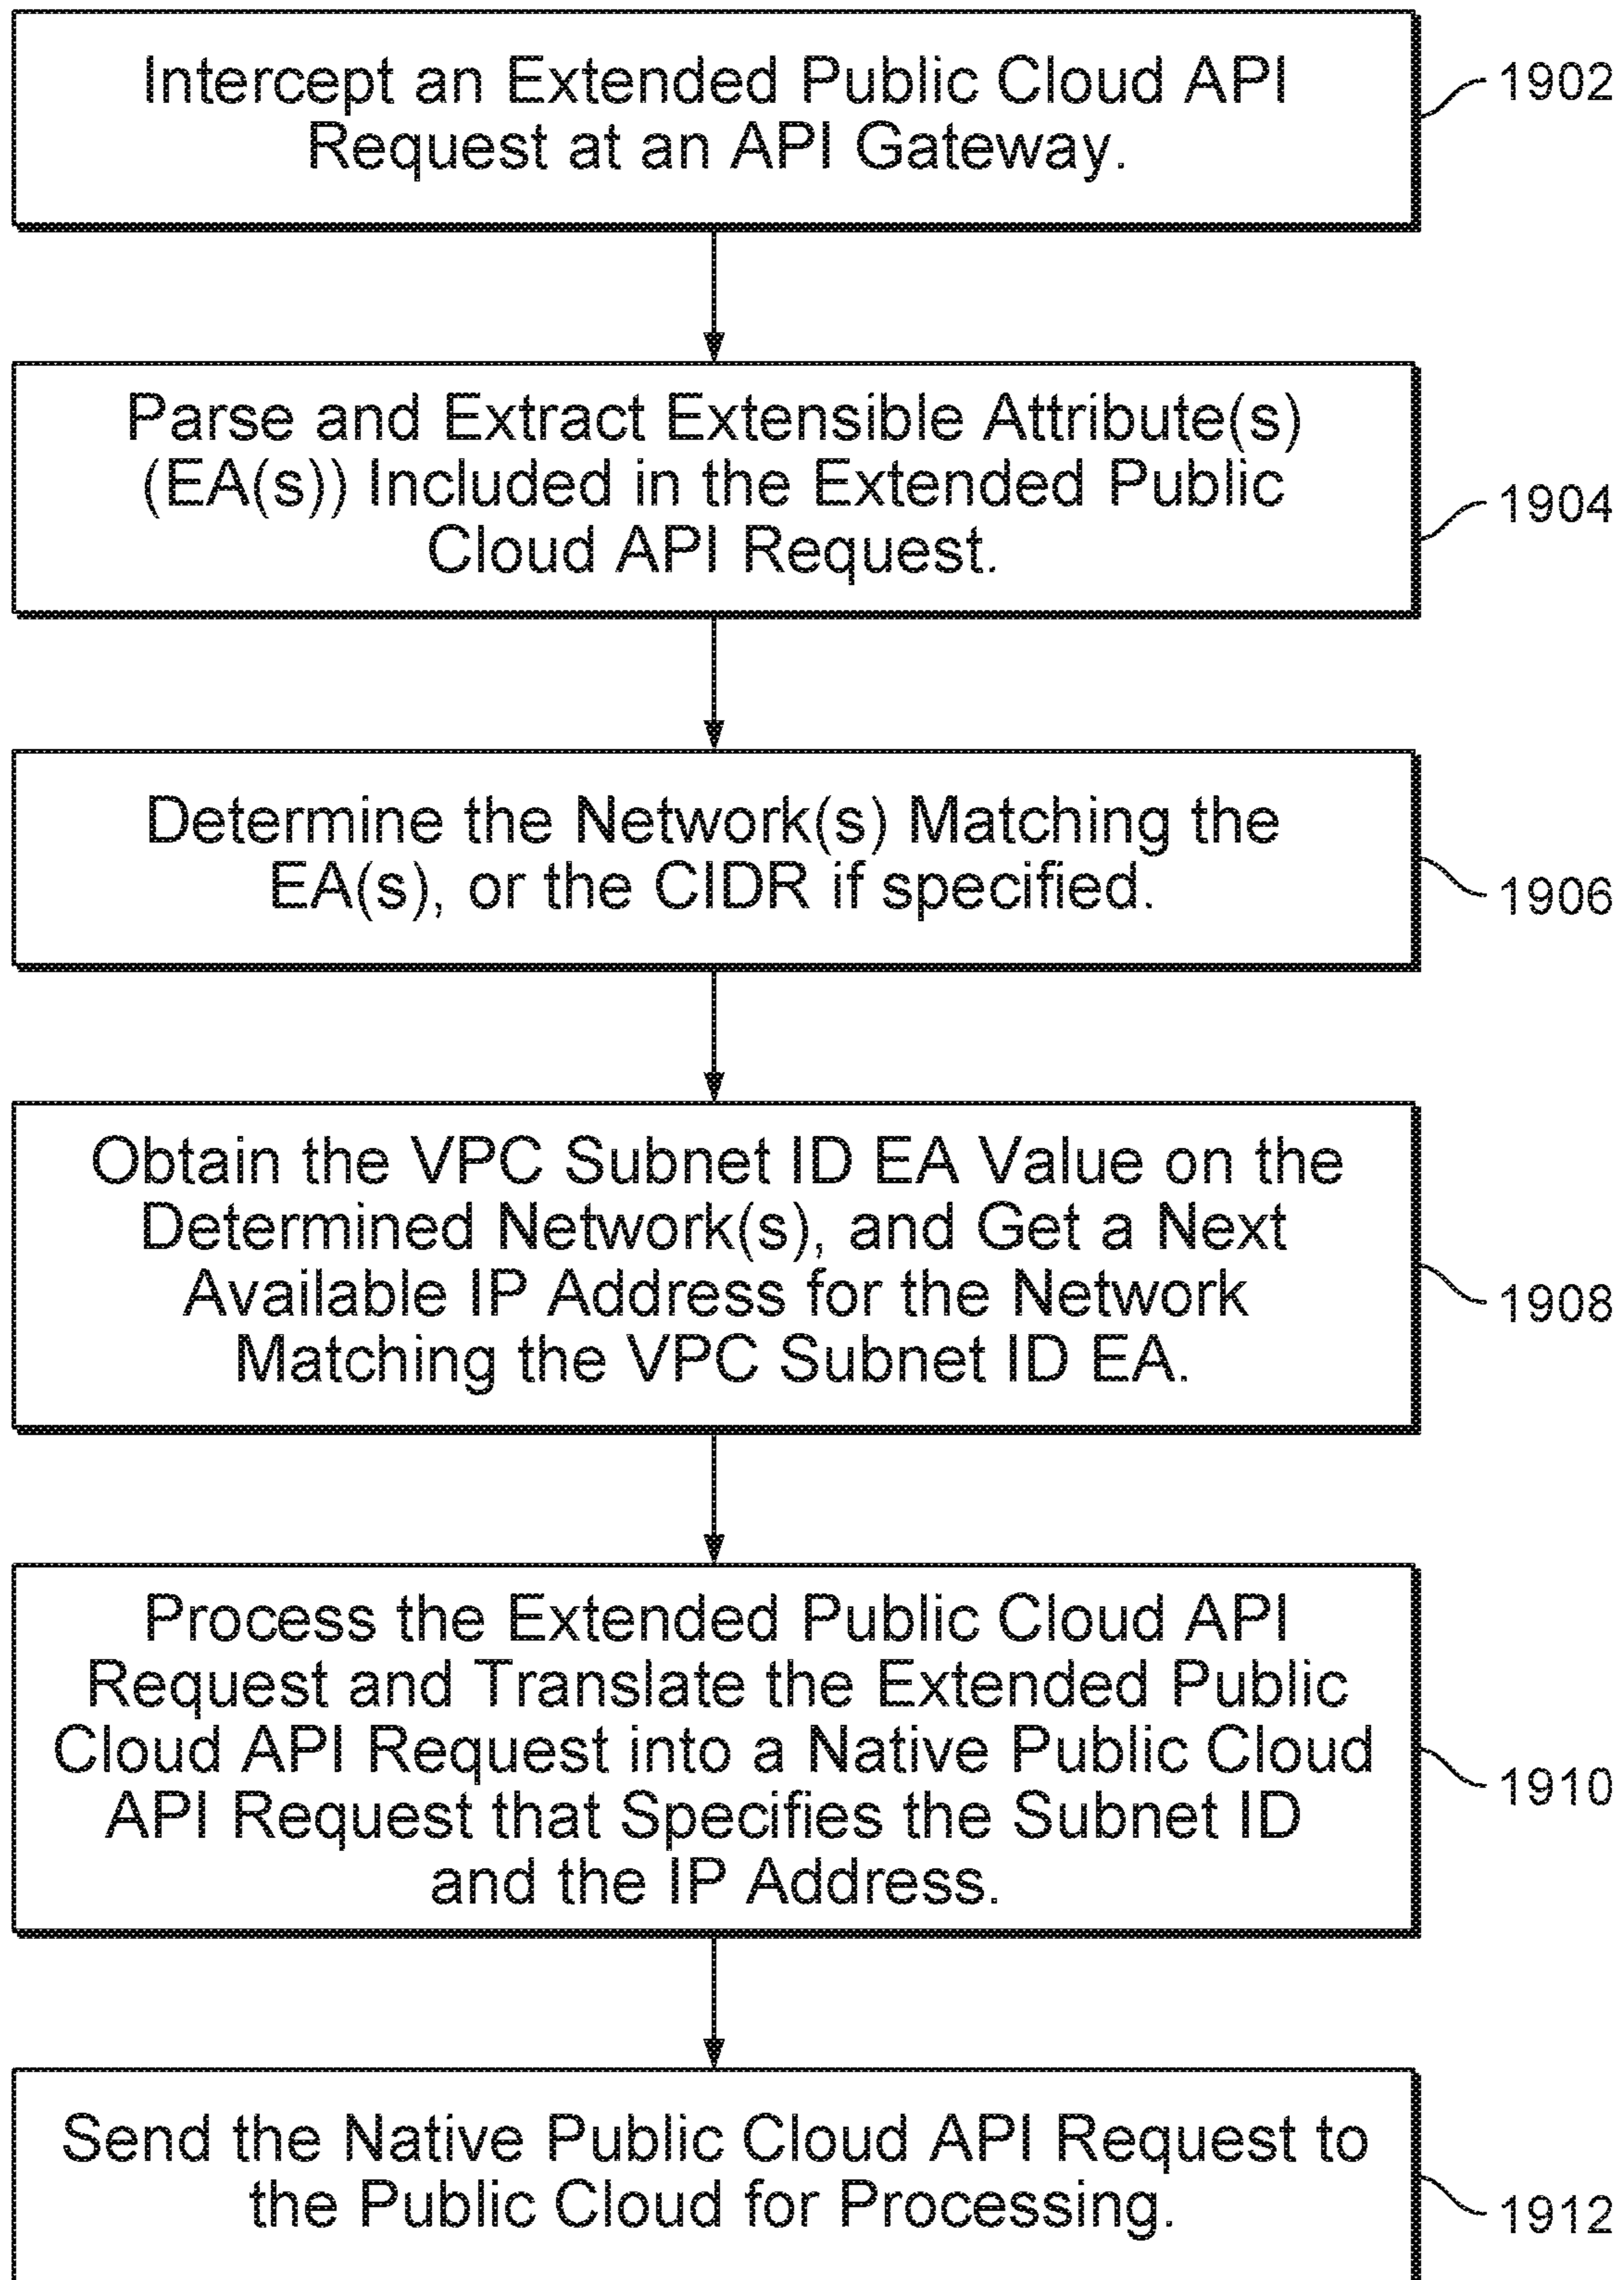 Intercept an Extended Public Cloud API
Request at an API Gateway.
1902
Parse and Extract Extensible Attribute(s)
(EA(s)) Included in the Extended Public
Cloud API Request.
1904
Determine the Network(s) Matching the
EA(s), or the CIDR if specified.
1906
Obtain the VPC Subnet ID EA Value on the
Determined Network(s), and Get a Next
Available IP Address for the Network
Matching the VPC Subnet ID EA.
1908
Process the Extended Public Cloud API
Request and Translate the Extended Public
Cloud API Request into a Native Public Cloud
API Request that Specifies the Subnet ID
and the IP Address.
1910
Send the Native Public Cloud API Request to
the Public Cloud for Processing.
1912